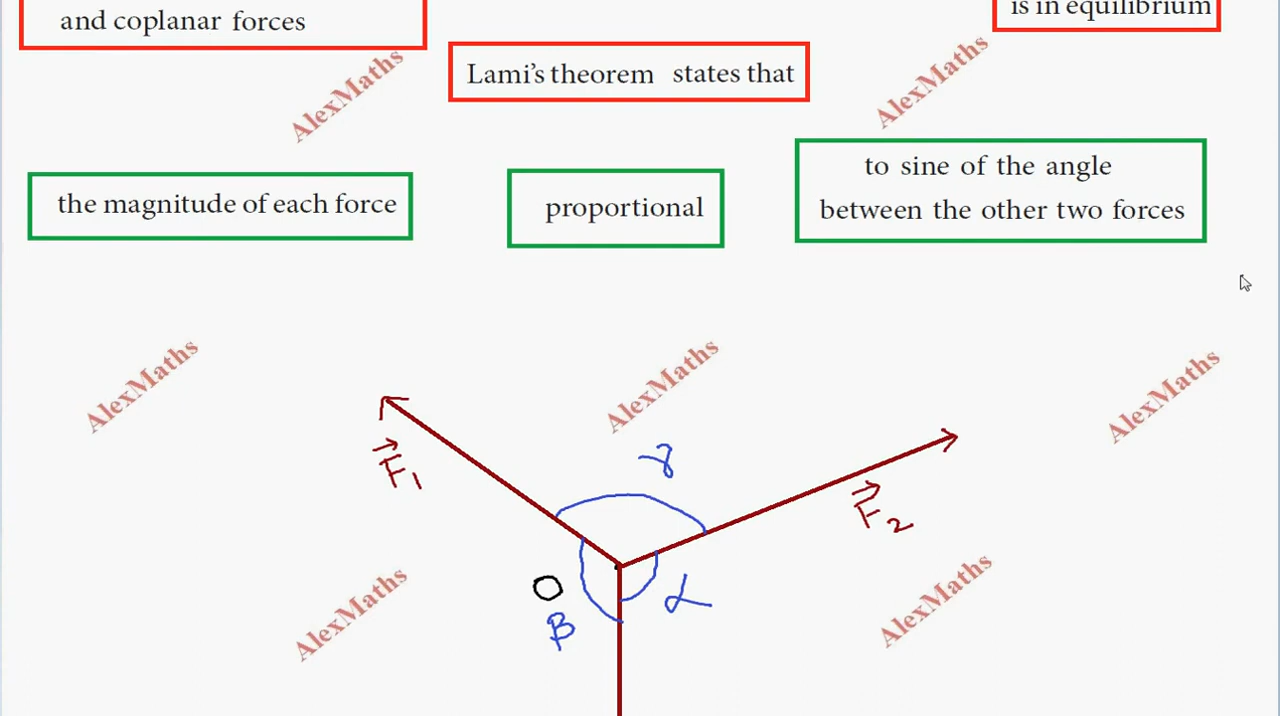 and coplanar forces
is in equilibrium
Lami's theorem states that
AlexMaths
AlexMaths
the magnitude of each force
proportional
to sine of the angle
between the other two forces
AlexMaths
AlexMaths
AlexMaths
F₁
γ
F₂
O
β
α
AlexMaths
AlexMaths